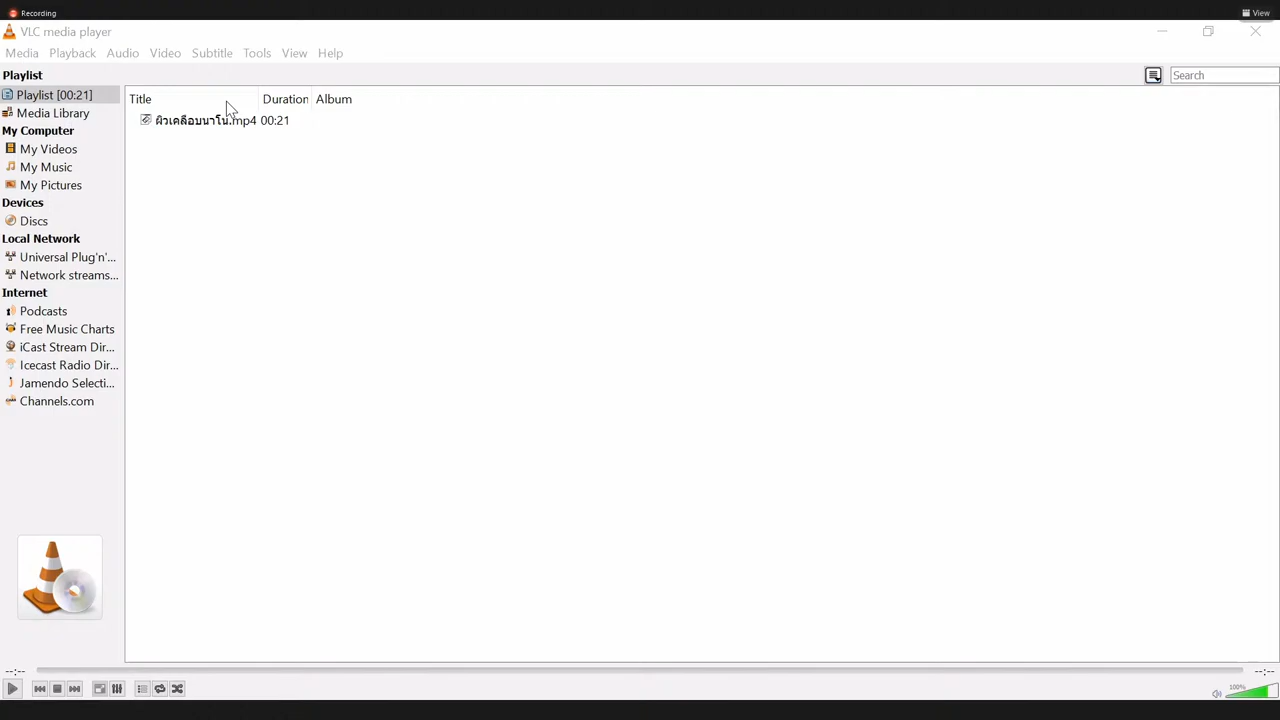 Recording
View
VLC media player
Media Playback Audio Video Subtitle Tools View Help
Playlist
Search
Playlist [00:21]
Title Duration Album
ผิวเคลือบนาโน.mp4 00:21
Media Library
My Computer
My Videos
My Music
My Pictures
Devices
Discs
Local Network
Universal Plug'n'...
Network streams...
Internet
Podcasts
Free Music Charts
iCast Stream Dir...
Icecast Radio Dir...
Jamendo Selecti...
Channels.com
--:-- --:--
100%